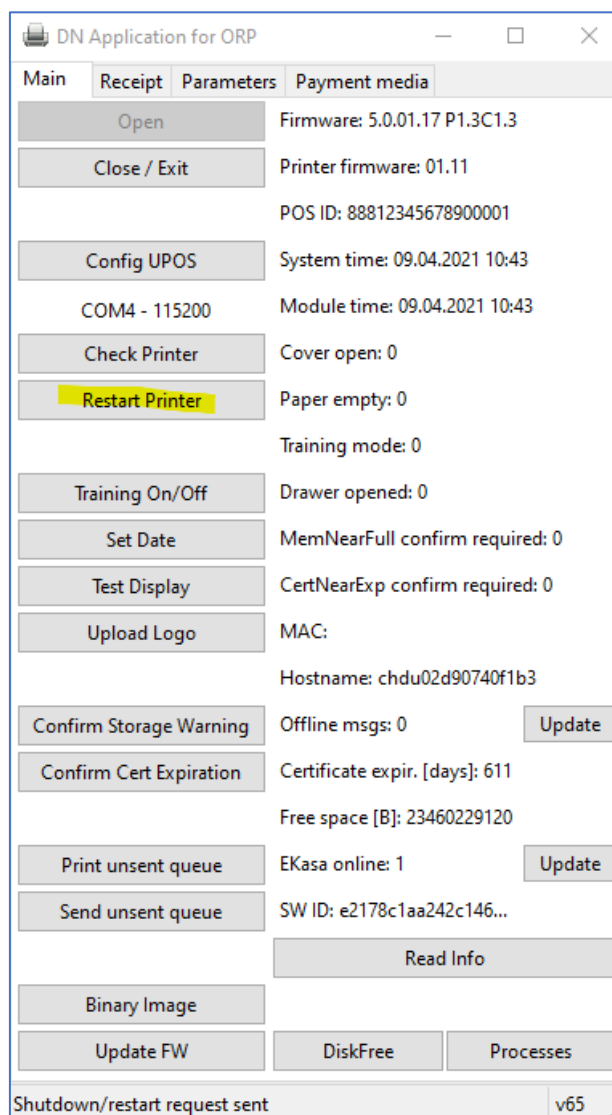 DN Application for ORP
Main Receipt Parameters Payment media
Open Firmware: 5.0.01.17 P1.3C1.3
Close / Exit Printer firmware: 01.11
POS ID: 88812345678900001
Config UPOS System time: 09.04.2021 10:43
COM4 - 115200 Module time: 09.04.2021 10:43
Check Printer Cover open: 0
Restart Printer Paper empty: 0
Training mode: 0
Training On/Off Drawer opened: 0
Set Date MemNearFull confirm required: 0
Test Display CertNearExp confirm required: 0
Upload Logo MAC:
Hostname: chdu02d90740f1b3
Confirm Storage Warning Offline msgs: 0 Update
Confirm Cert Expiration Certificate expir. [days]: 611
Free space [B]: 23460229120
Print unsent queue EKasa online: 1 Update
Send unsent queue SW ID: e2178c1aa242c146...
Read Info
Binary Image
Update FW DiskFree Processes
Shutdown/restart request sent v65